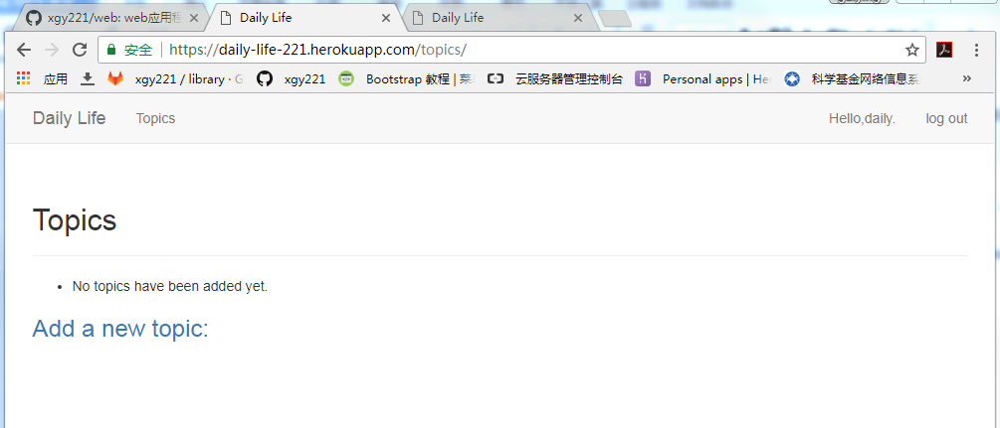 xgy221/web: web应用程
Daily Life
Daily Life
安全
https://daily-life-221.herokuapp.com/topics/
应用
xgy221 / library · G
xgy221
Bootstrap 教程 | 菜
云服务器管理控制台
Personal apps | He
科学基金网络信息系
»
Daily Life
Topics
Hello,daily.
log out
Topics
• No topics have been added yet.
Add a new topic: